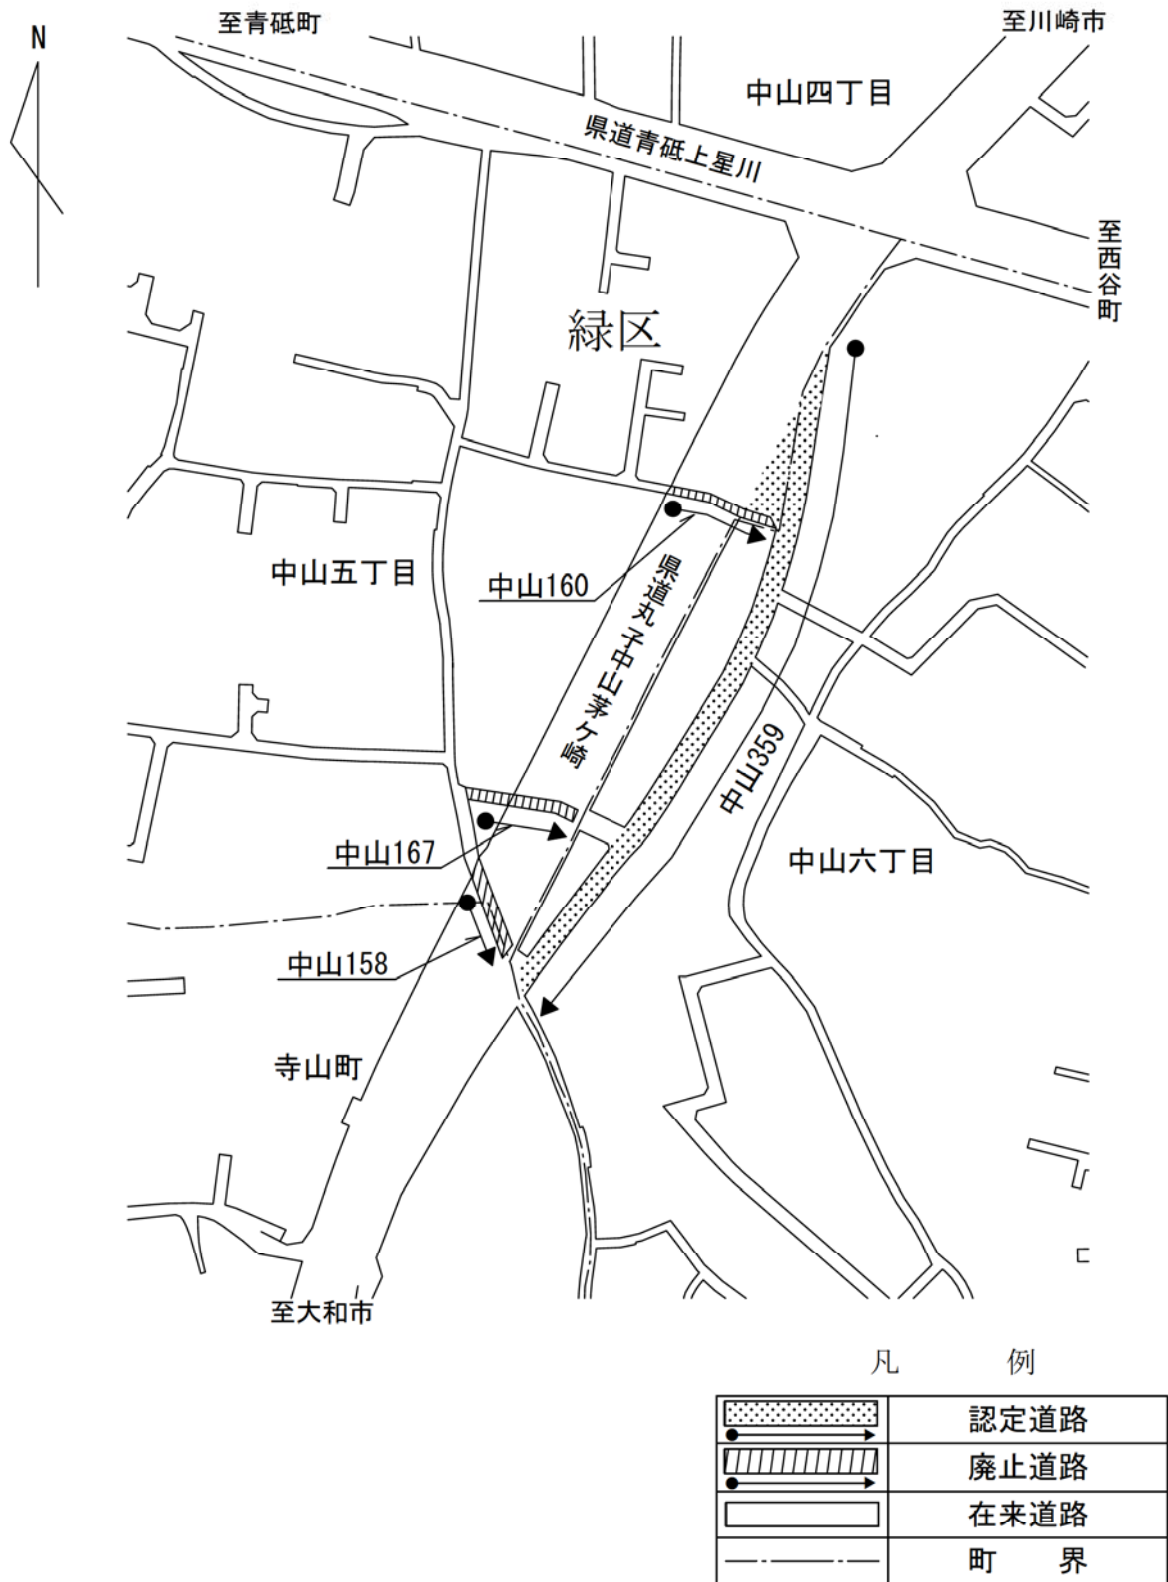 至青砥町
至川崎市
N
中山四丁目
県道青砥上星川
至西谷町
緑区
中山五丁目
中山160
県道丸子中山茅ケ崎
中山359
中山167
中山六丁目
中山158
寺山町
至大和市
凡 例
認定道路
廃止道路
在来道路
町 界